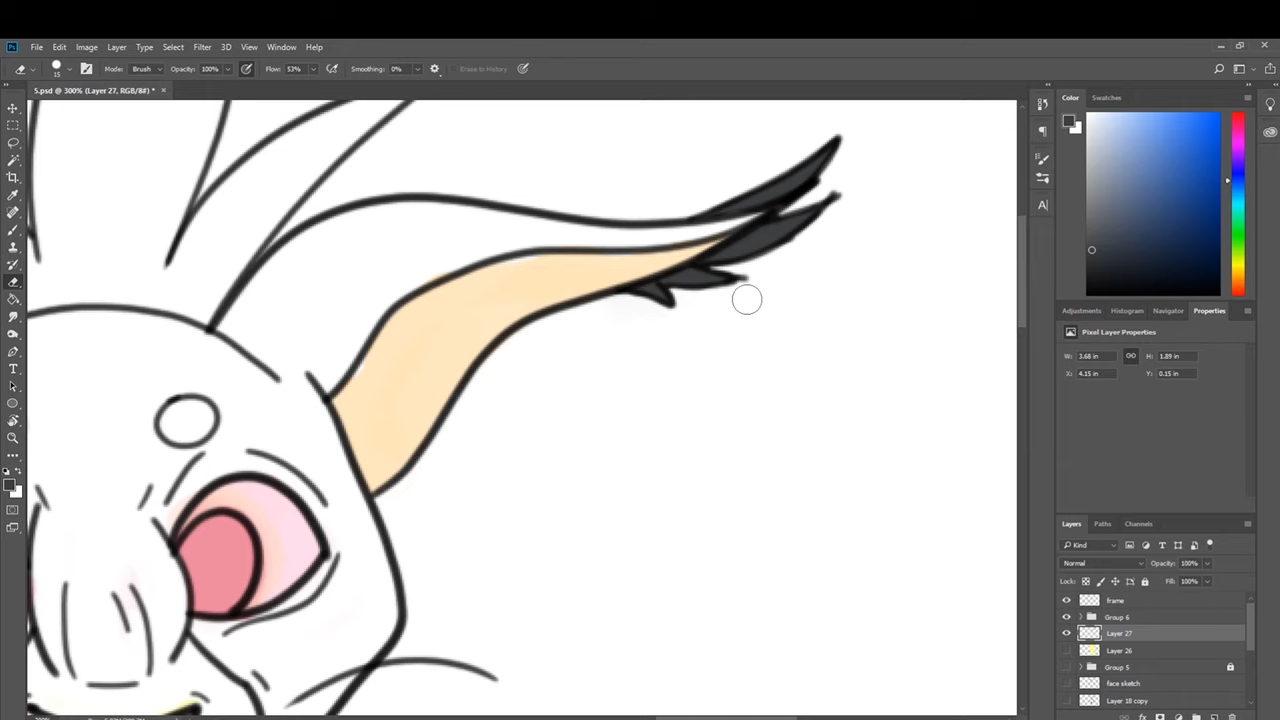 Ps File Edit Image Layer Type Select Filter 3D View Window Help
15 Mode: Brush Opacity: 100% Flow: 53% Smoothing: 0% Erase to History
5.psd @ 300% (Layer 27, RGB/8#) * ×
Color Swatches
Adjustments Histogram Navigator Properties
Pixel Layer Properties
W: 3.68 in H: 1.89 in
X: 4.15 in Y: 0.15 in
Layers Paths Channels
Kind
Normal Opacity: 100%
Lock: Fill: 100%
frame
Group 6
Layer 27
Layer 26
Group 5
face sketch
Layer 18 copy